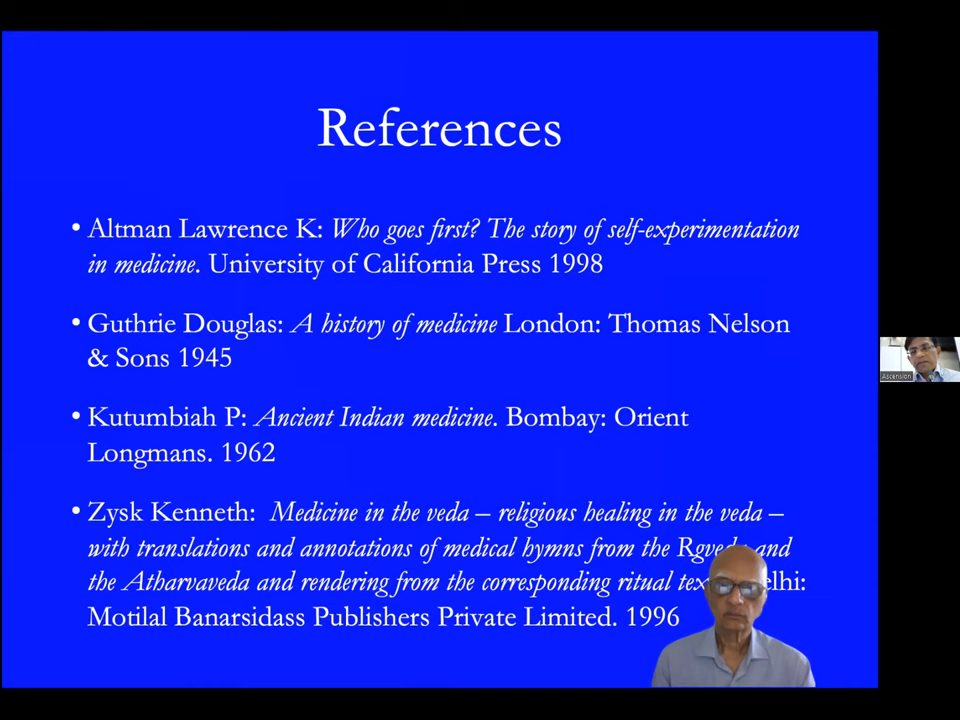 References
• Altman Lawrence K: Who goes first? The story of self-experimentation
in medicine. University of California Press 1998
• Guthrie Douglas: A history of medicine London: Thomas Nelson
& Sons 1945
• Kutumbiah P: Ancient Indian medicine. Bombay: Orient
Longmans. 1962
• Zysk Kenneth: Medicine in the veda – religious healing in the veda –
with translations and annotations of medical hymns from the Rgveda and
the Atharvaveda and rendering from the corresponding ritual
Motilal Banarsidass Publishers Private Limited. 1996
Ascension